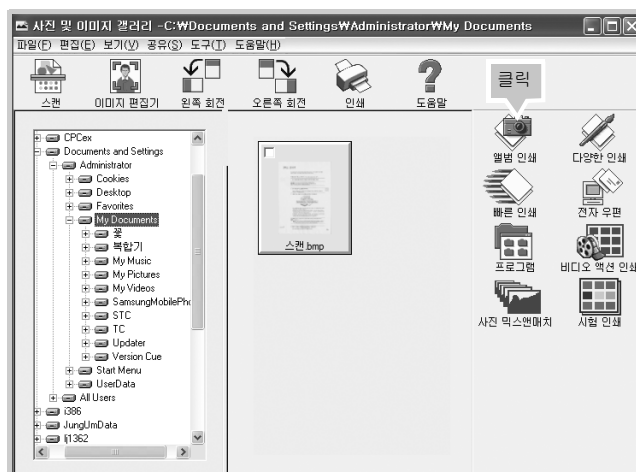 사진 및 이미지 갤러리 -C:₩Documents and Settings₩Administrator₩My Documents
파일(F) 편집(E) 보기(V) 공유(S) 도구(T) 도움말(H)
스캔 이미지 편집기 왼쪽 회전 오른쪽 회전 인쇄 도움말
클릭
CPCex
Documents and Settings
Administrator
Cookies
Desktop
Favorites
My Documents
꽃
복합기
My Music
My Pictures
My Videos
SamsungMobilePho
STC
TC
Updater
Version Cue
Start Menu
UserData
All Users
i386
JungUmData
lj1362
스캔.bmp
앨범 인쇄 다양한 인쇄
빠른 인쇄 전자 우편
프로그램 비디오 액션 인쇄
사진 믹스앤매치 시험 인쇄